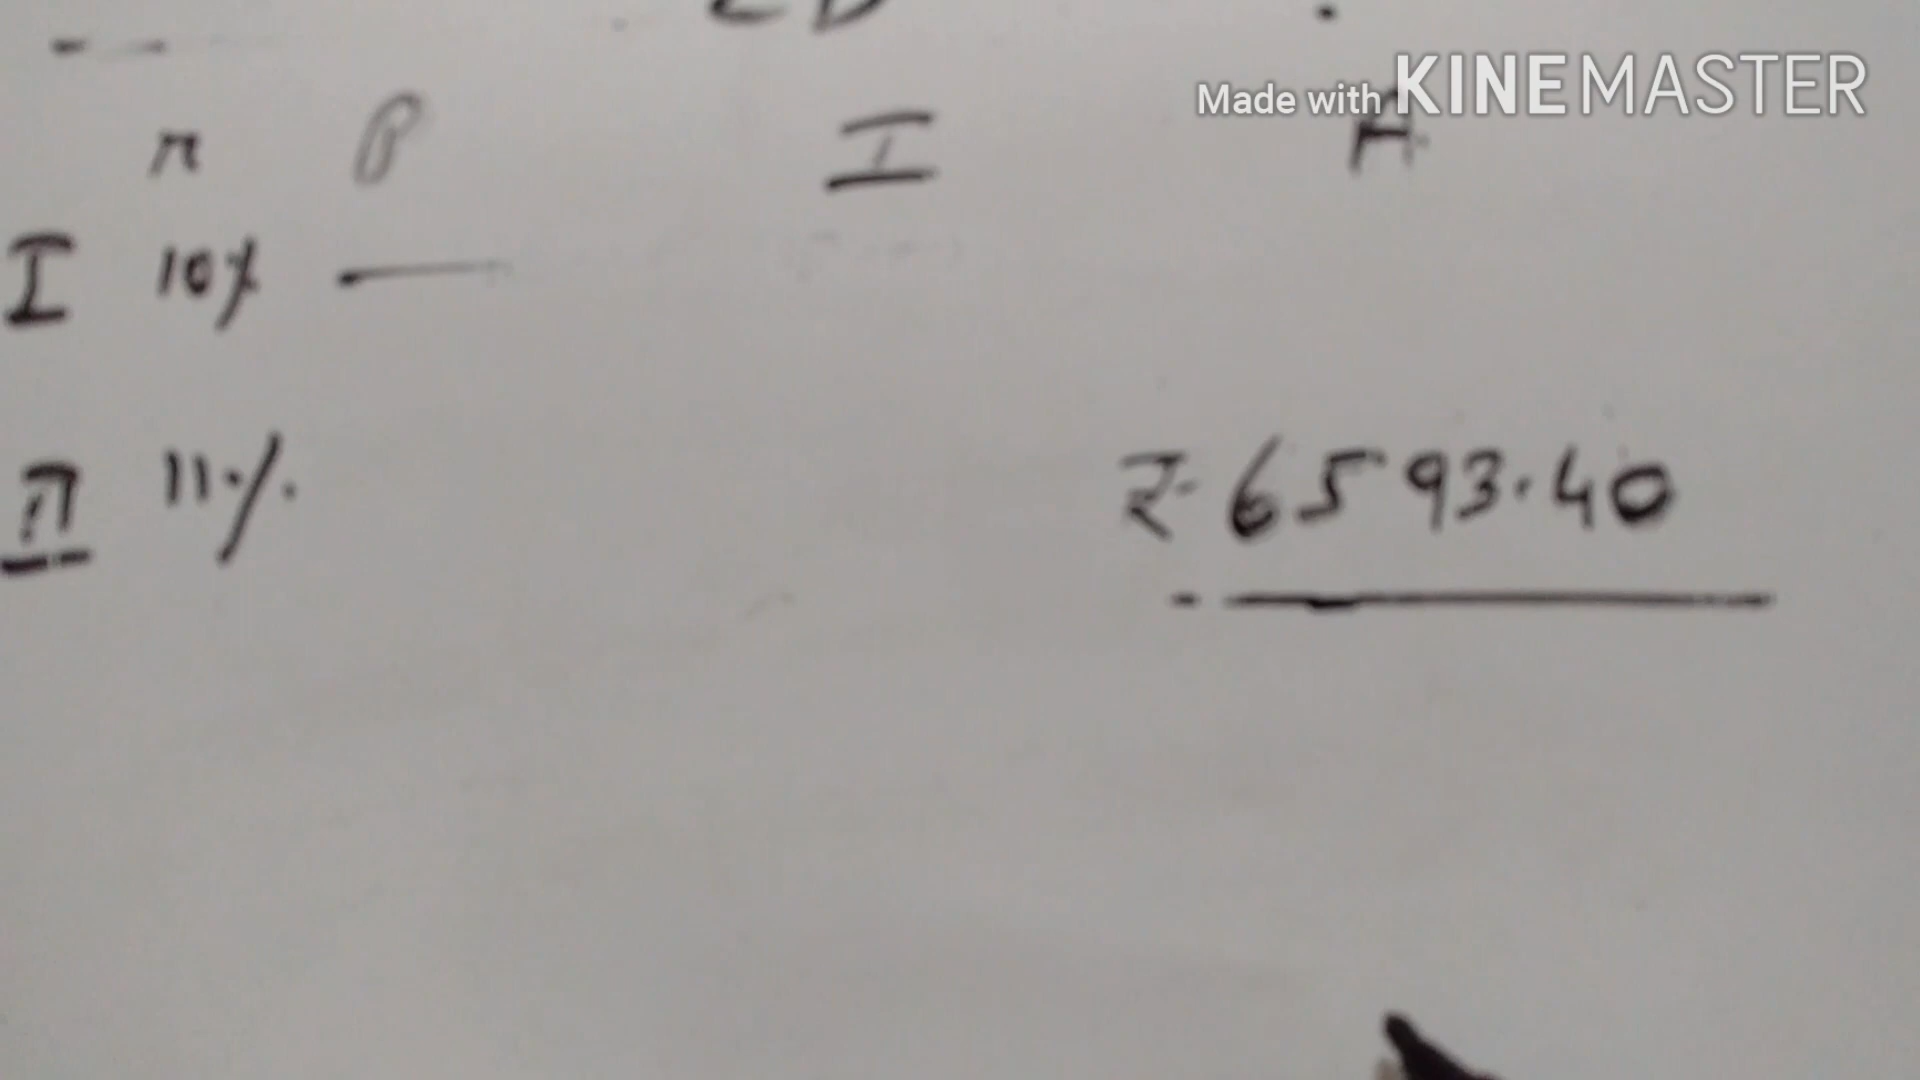 Made with KINEMASTER
r P I A
I 10% —
II 11%. ₹ 6593.40